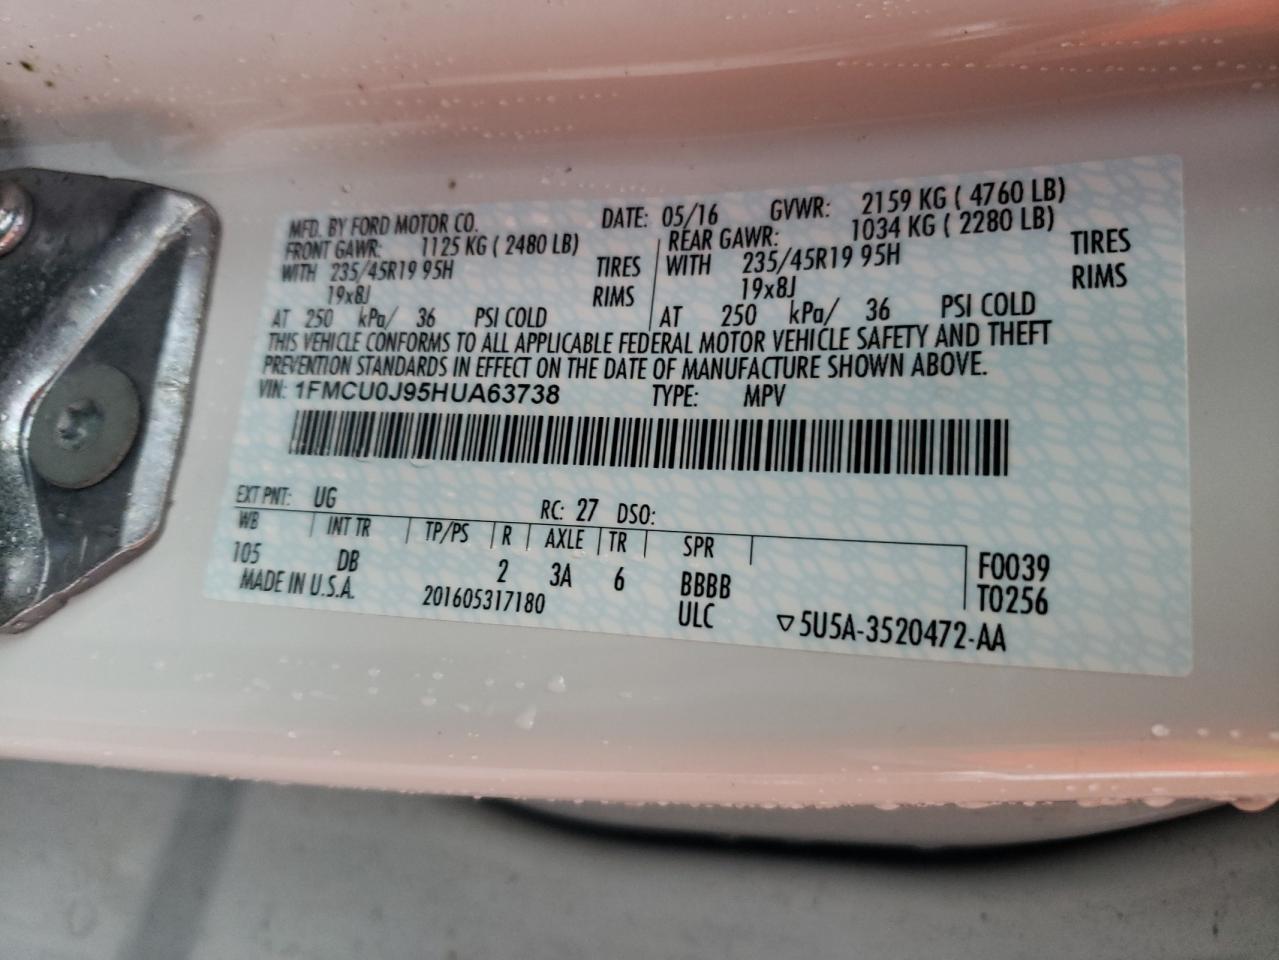 MFD. BY FORD MOTOR CO. DATE: 05/16 GVWR: 2159 KG ( 4760 LB)
FRONT GAWR: 1125 KG ( 2480 LB) REAR GAWR: 1034 KG ( 2280 LB)
WITH 235/45R19 95H TIRES WITH 235/45R19 95H TIRES
19x8J RIMS 19x8J RIMS
AT 250 kPa/ 36 PSI COLD AT 250 kPa/ 36 PSI COLD
THIS VEHICLE CONFORMS TO ALL APPLICABLE FEDERAL MOTOR VEHICLE SAFETY AND THEFT
PREVENTION STANDARDS IN EFFECT ON THE DATE OF MANUFACTURE SHOWN ABOVE.
VIN: 1FMCU0J95HUA63738 TYPE: MPV
EXT PNT: UG RC: 27 DSO:
WB INT TR TP/PS R AXLE TR SPR
105 DB 2 3A 6 BBBB F0039
MADE IN U.S.A. 201605317180 ULC T0256
▽5U5A-3520472-AA